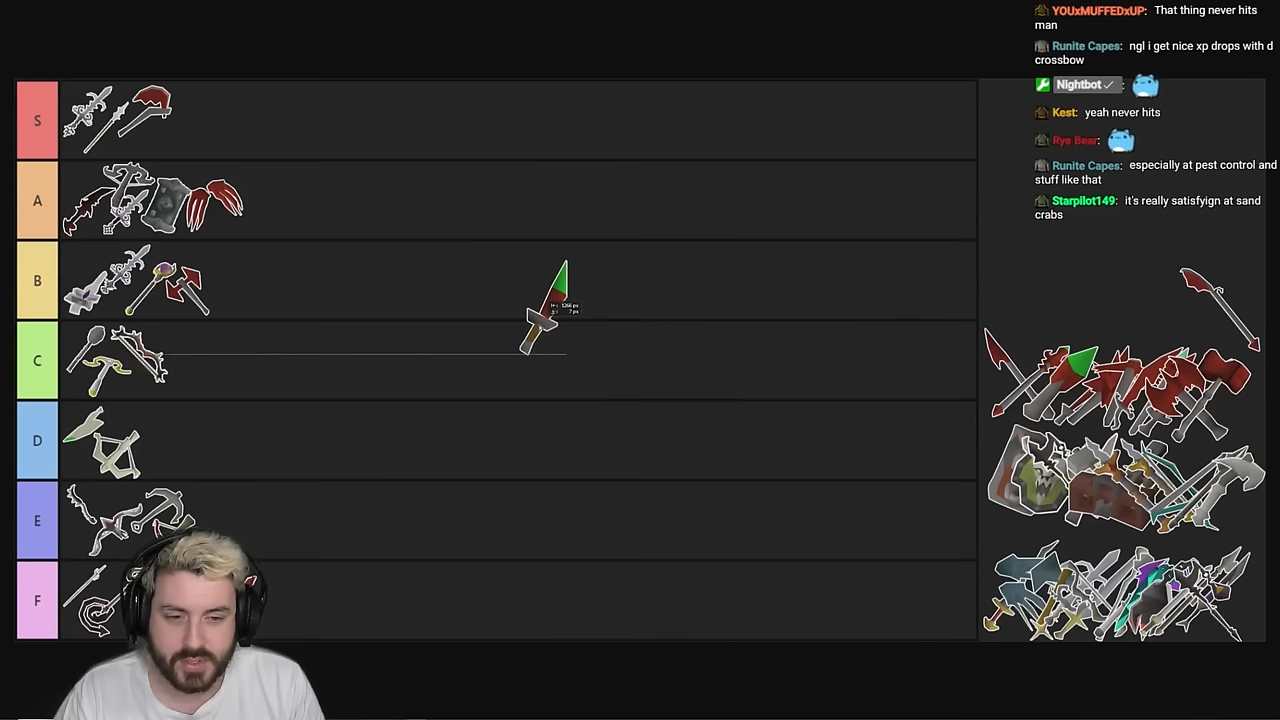 YOUxMUFFEDxUP: That thing never hits
man
Runite Capes: ngl i get nice xp drops with d
crossbow
Nightbot ✓ :
Kest: yeah never hits
Rye Bear:
Runite Capes: especially at pest control and
stuff like that
Starpilot149: it's really satisfyign at sand
crabs
S
A
B
C
D
E
F